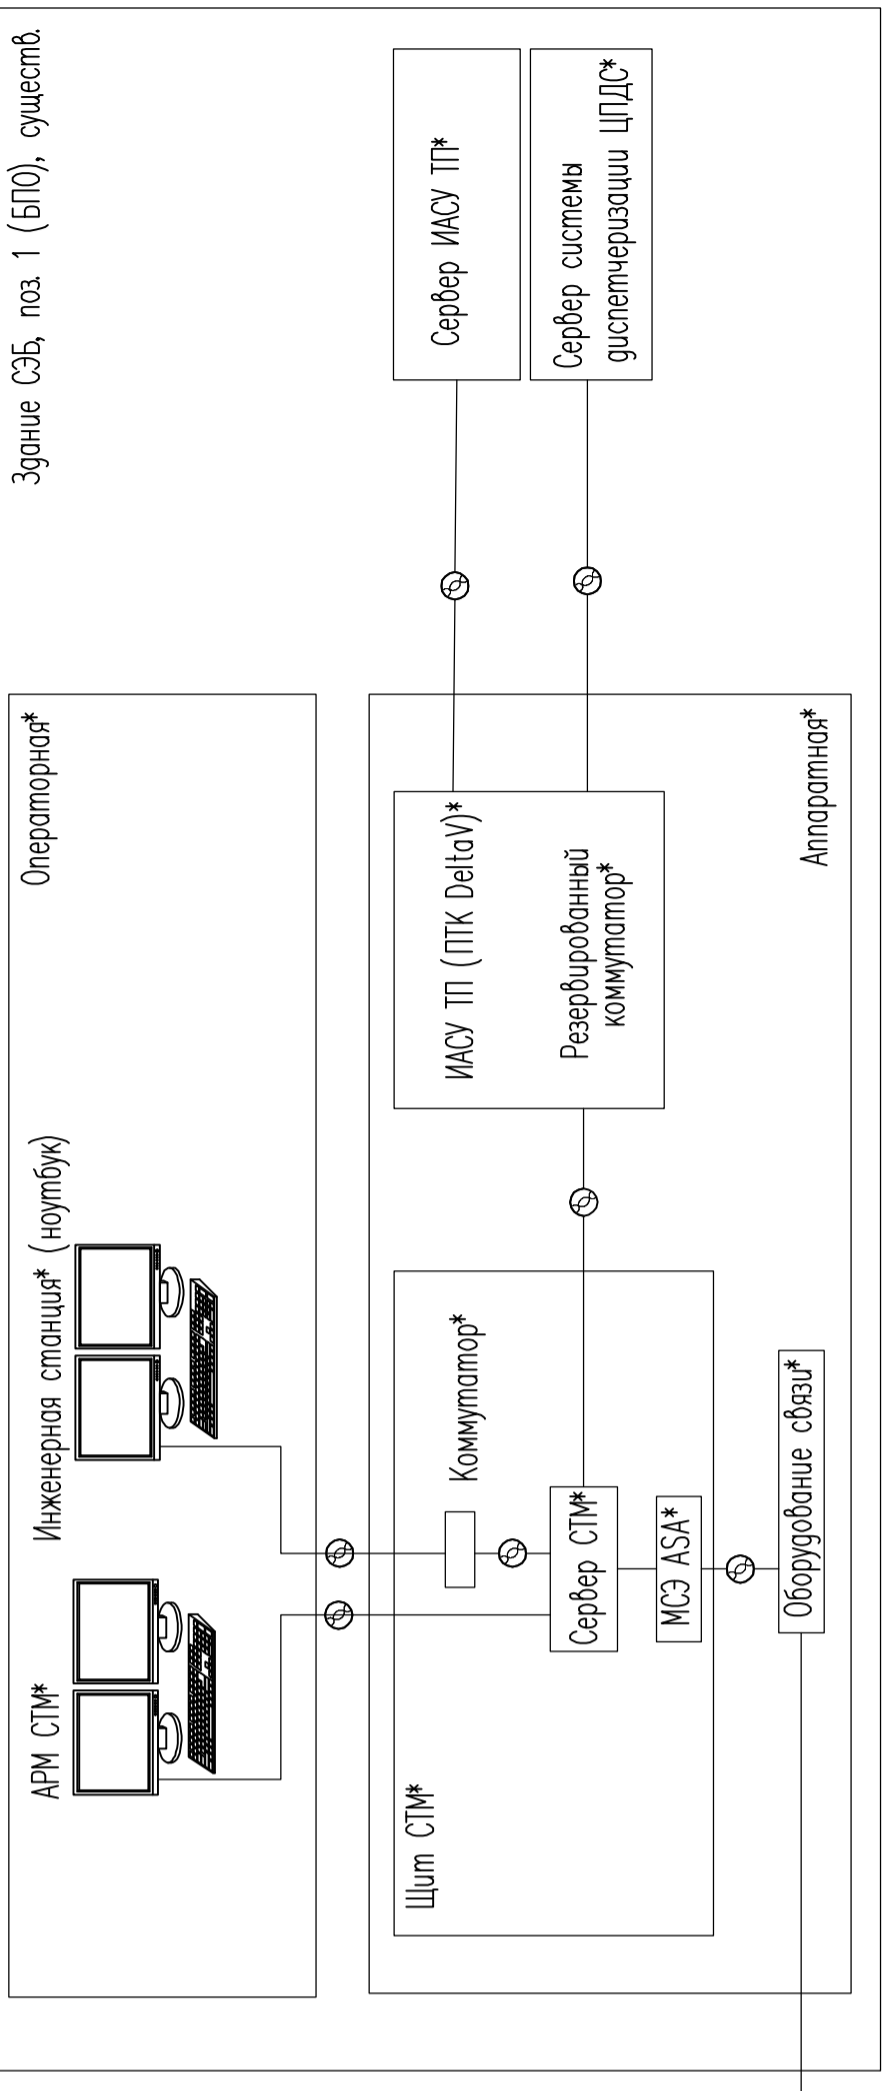 Здание СЭБ, поз. 1 (БПО), существ.
Операторная*
АРМ СТМ*
Инженерная станция* (ноутбук)
Щит СТМ*
Коммутатор*
Сервер СТМ*
МСЭ ASA*
Оборудование связи*
ИАСУ ТП (ПТК DeltaV)*
Резервированный
коммутатор*
Аппаратная*
Сервер ИАСУ ТП*
Сервер системы
диспетчеризации ЦПДС*